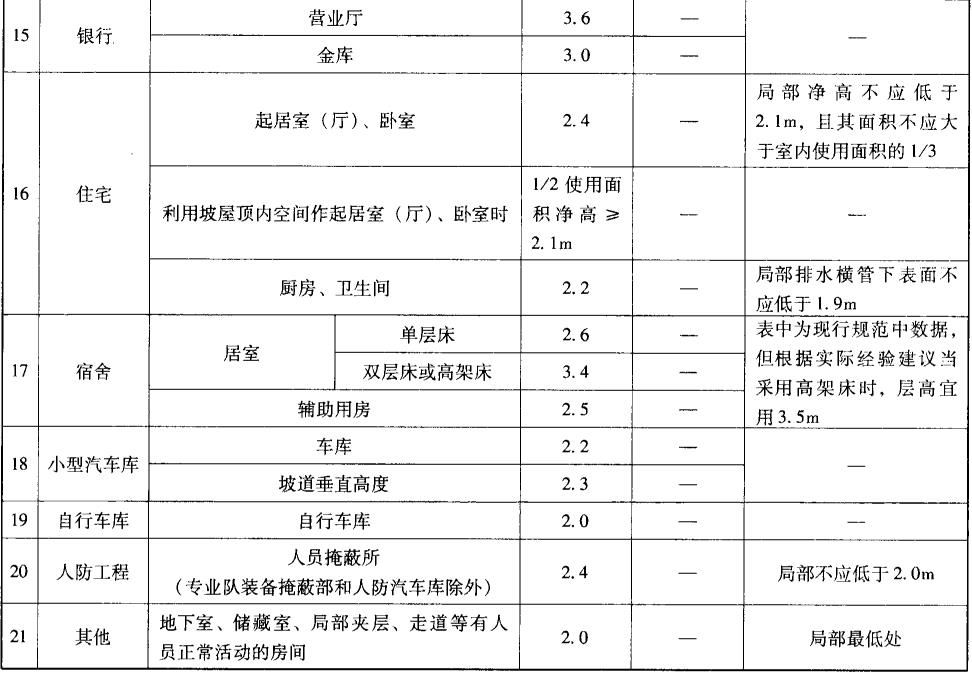 15 银行 营业厅 3.6 — —
金库 3.0 —
16 住宅 起居室（厅）、卧室 2.4 — 局部净高不应低于
2.1m，且其面积不应大
于室内使用面积的 1/3
利用坡屋顶内空间作起居室（厅）、卧室时 1/2 使用面
积净高≥
2.1m — —
厨房、卫生间 2.2 — 局部排水横管下表面不
应低于 1.9m
17 宿舍 居室 单层床 2.6 — 表中为现行规范中数据，
但根据实际经验建议当
采用高架床时，层高宜
用 3.5m
双层床或高架床 3.4 —
辅助用房 2.5 —
18 小型汽车库 车库 2.2 — —
坡道垂直高度 2.3 —
19 自行车库 自行车库 2.0 — —
20 人防工程 人员掩蔽所
（专业队装备掩蔽部和人防汽车库除外） 2.4 — 局部不应低于 2.0m
21 其他 地下室、储藏室、局部夹层、走道等有人
员正常活动的房间 2.0 — 局部最低处